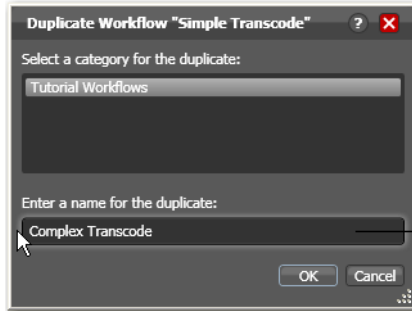 Duplicate Workflow "Simple Transcode" ?
Select a category for the duplicate:
Tutorial Workflows
Enter a name for the duplicate:
Complex Transcode
OK Cancel